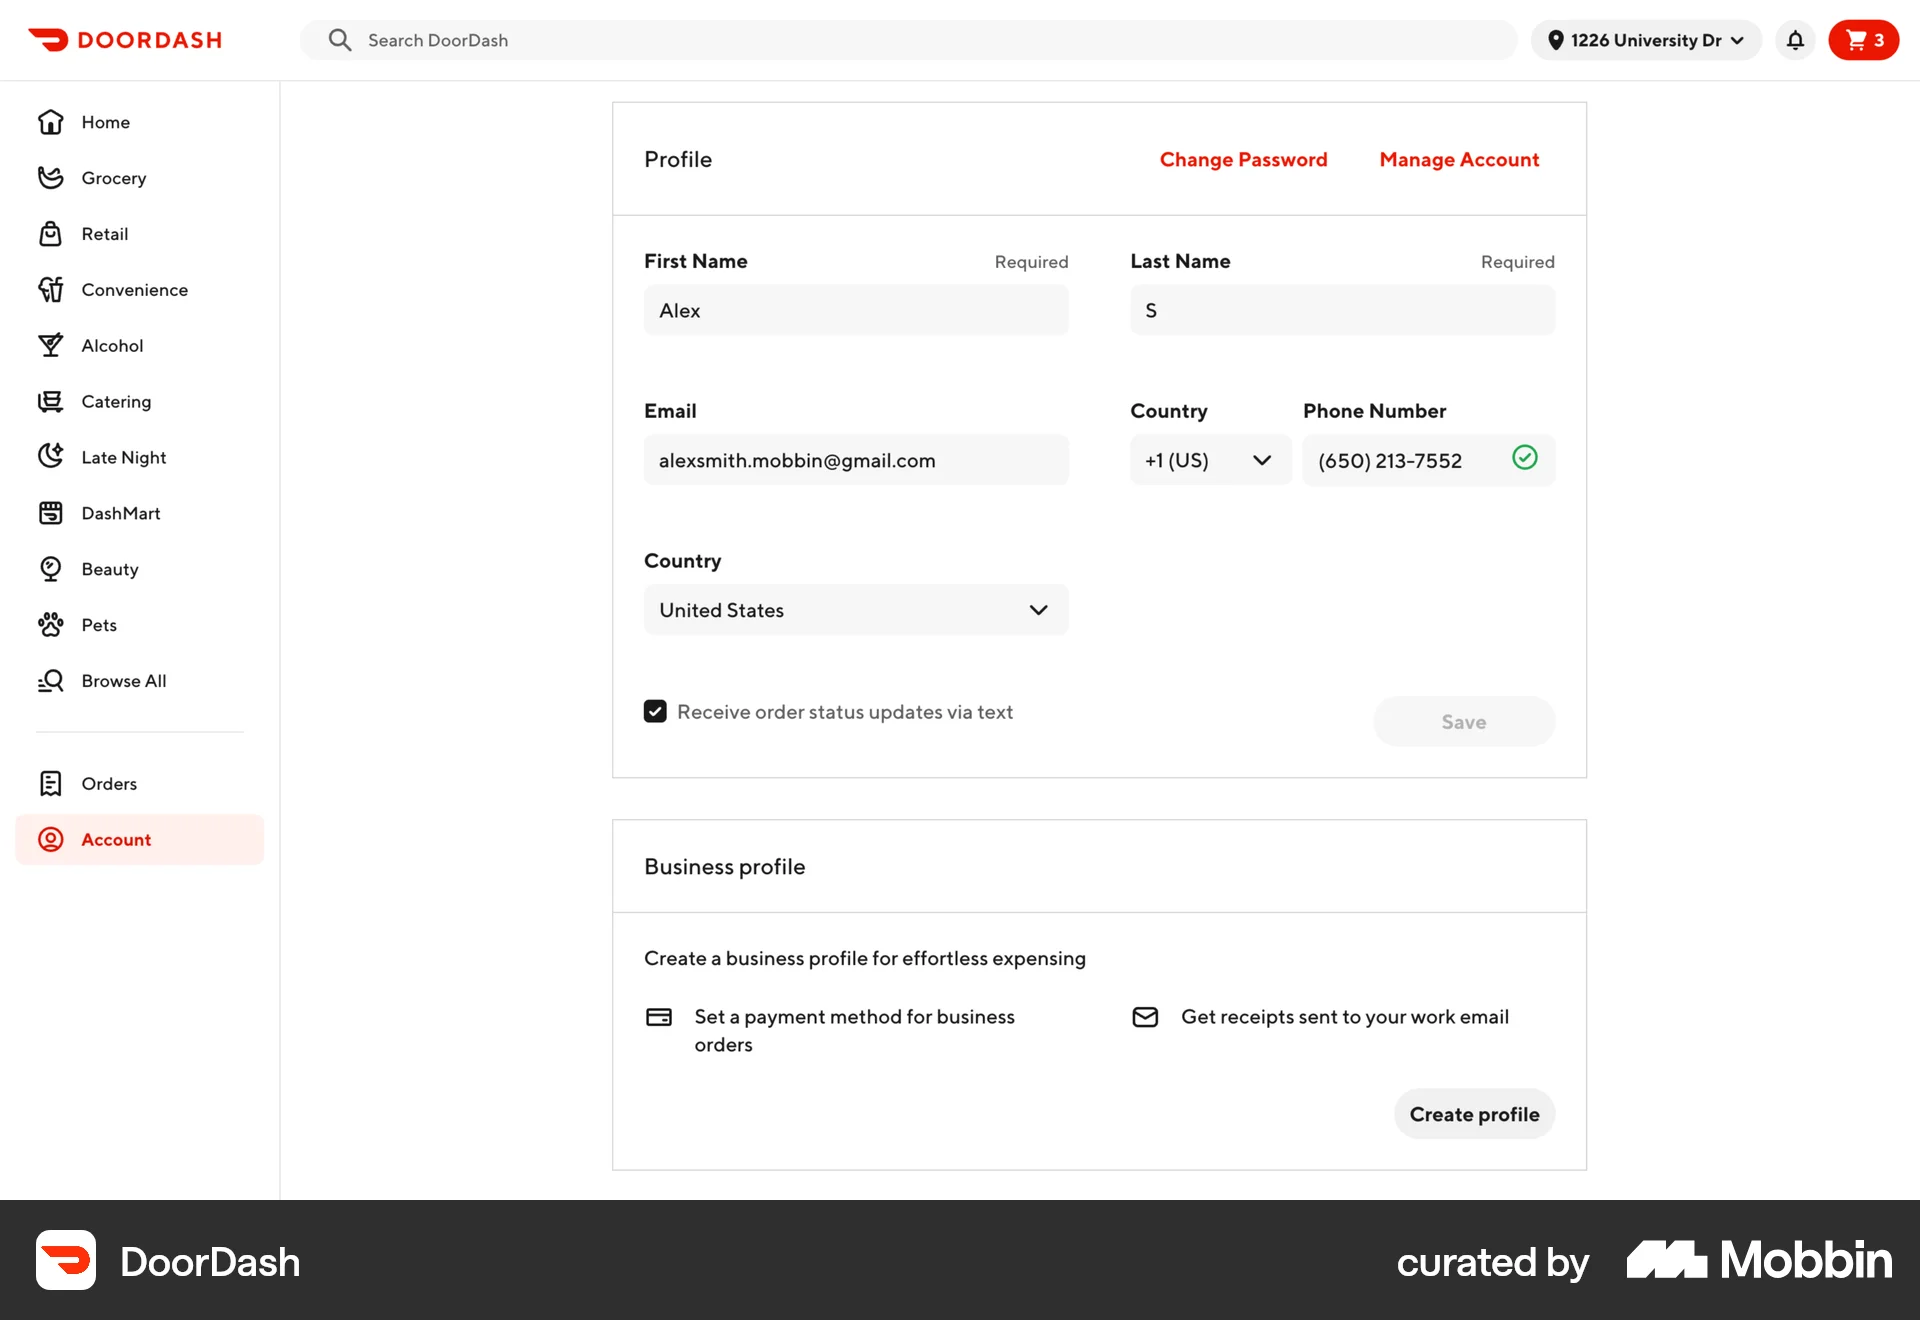 DOORDASH
Search DoorDash
1226 University Dr
3
Home
Grocery
Retail
Convenience
Alcohol
Catering
Late Night
DashMart
Beauty
Pets
Browse All
Orders
Account
Profile
Change Password
Manage Account
First Name
Required
Alex
Last Name
Required
S
Email
alexsmith.mobbin@gmail.com
Country
+1 (US)
Phone Number
(650) 213-7552
Country
United States
Receive order status updates via text
Save
Business profile
Create a business profile for effortless expensing
Set a payment method for business
orders
Get receipts sent to your work email
Create profile
DoorDash
curated by
Mobbin